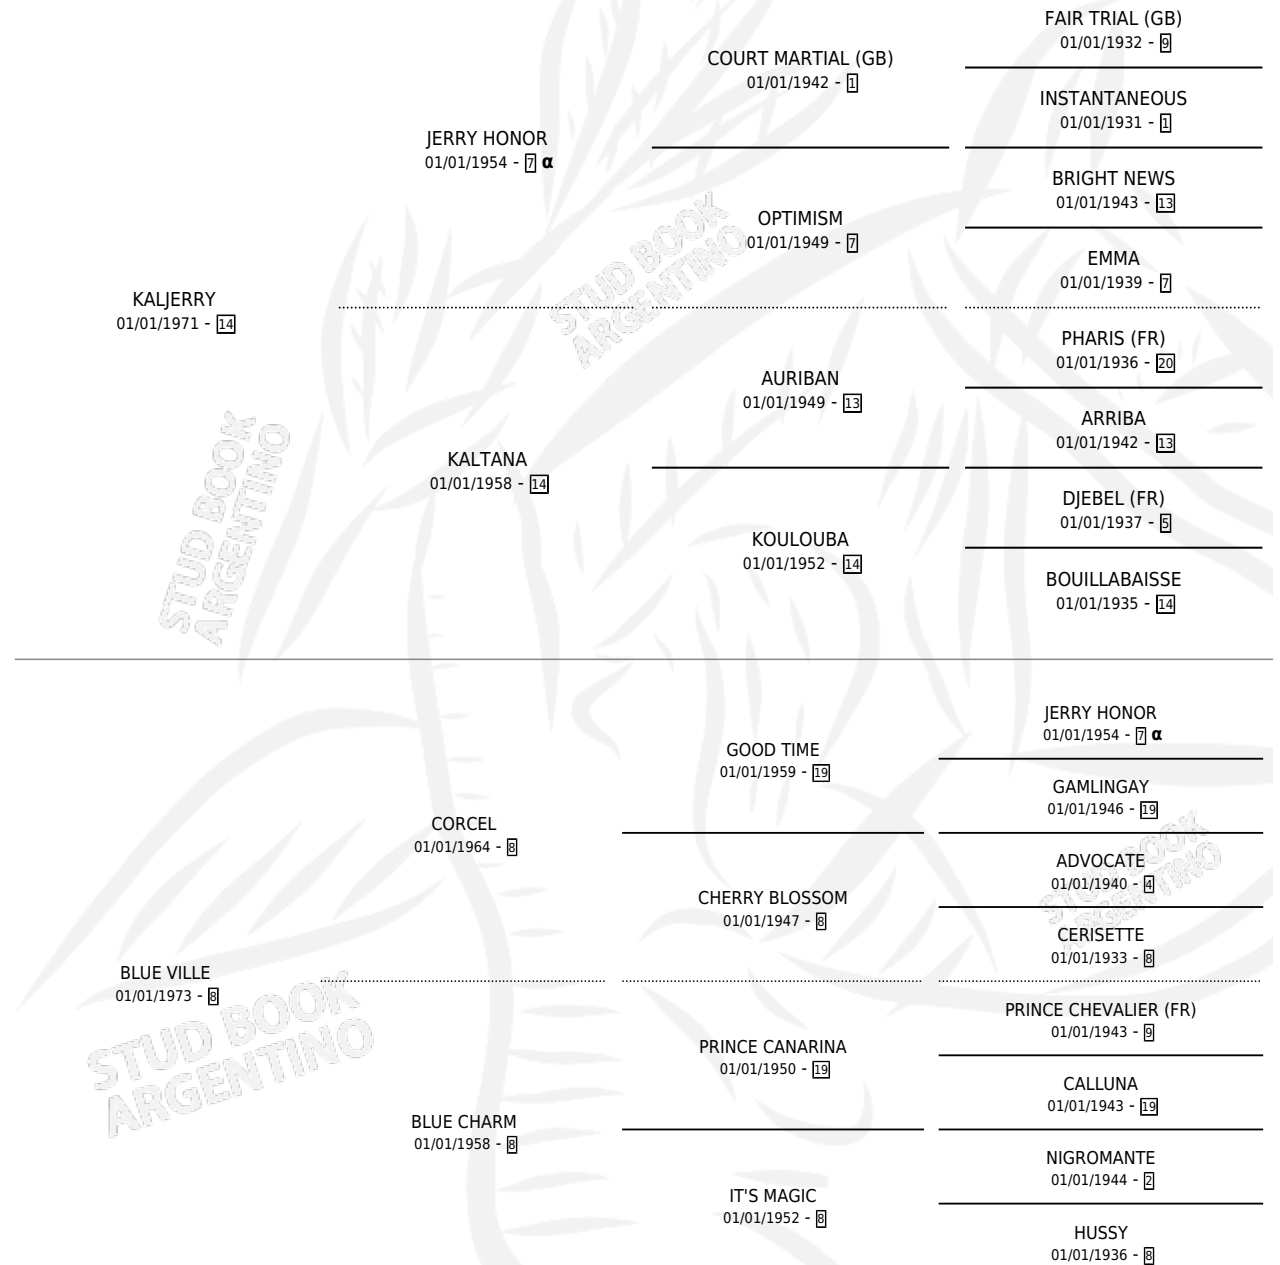 FAIR TRIAL (GB)
01/01/1932 - 9
COURT MARTIAL (GB)
01/01/1942 - 1
INSTANTANEOUS
01/01/1931 - 1
JERRY HONOR
01/01/1954 - 7 α
BRIGHT NEWS
01/01/1943 - 13
OPTIMISM
01/01/1949 - 7
EMMA
01/01/1939 - 7
KALJERRY
01/01/1971 - 14
PHARIS (FR)
01/01/1936 - 20
AURIBAN
01/01/1949 - 13
ARRIBA
01/01/1942 - 13
KALTANA
01/01/1958 - 14
DJEBEL (FR)
01/01/1937 - 5
KOULOUBA
01/01/1952 - 14
BOUILLABAISSE
01/01/1935 - 14
JERRY HONOR
01/01/1954 - 7 α
GOOD TIME
01/01/1959 - 19
GAMLINGAY
01/01/1946 - 19
CORCEL
01/01/1964 - 8
ADVOCATE
01/01/1940 - 4
CHERRY BLOSSOM
01/01/1947 - 8
CERISETTE
01/01/1933 - 8
BLUE VILLE
01/01/1973 - 8
PRINCE CHEVALIER (FR)
01/01/1943 - 9
PRINCE CANARINA
01/01/1950 - 19
CALLUNA
01/01/1943 - 19
BLUE CHARM
01/01/1958 - 8
NIGROMANTE
01/01/1944 - 2
IT'S MAGIC
01/01/1952 - 8
HUSSY
01/01/1936 - 8
STUD BOOK
ARGENTINO
STUD BOOK
ARGENTINO
STUD BOOK
ARGENTINO
STUD BOOK
ARGENTINO